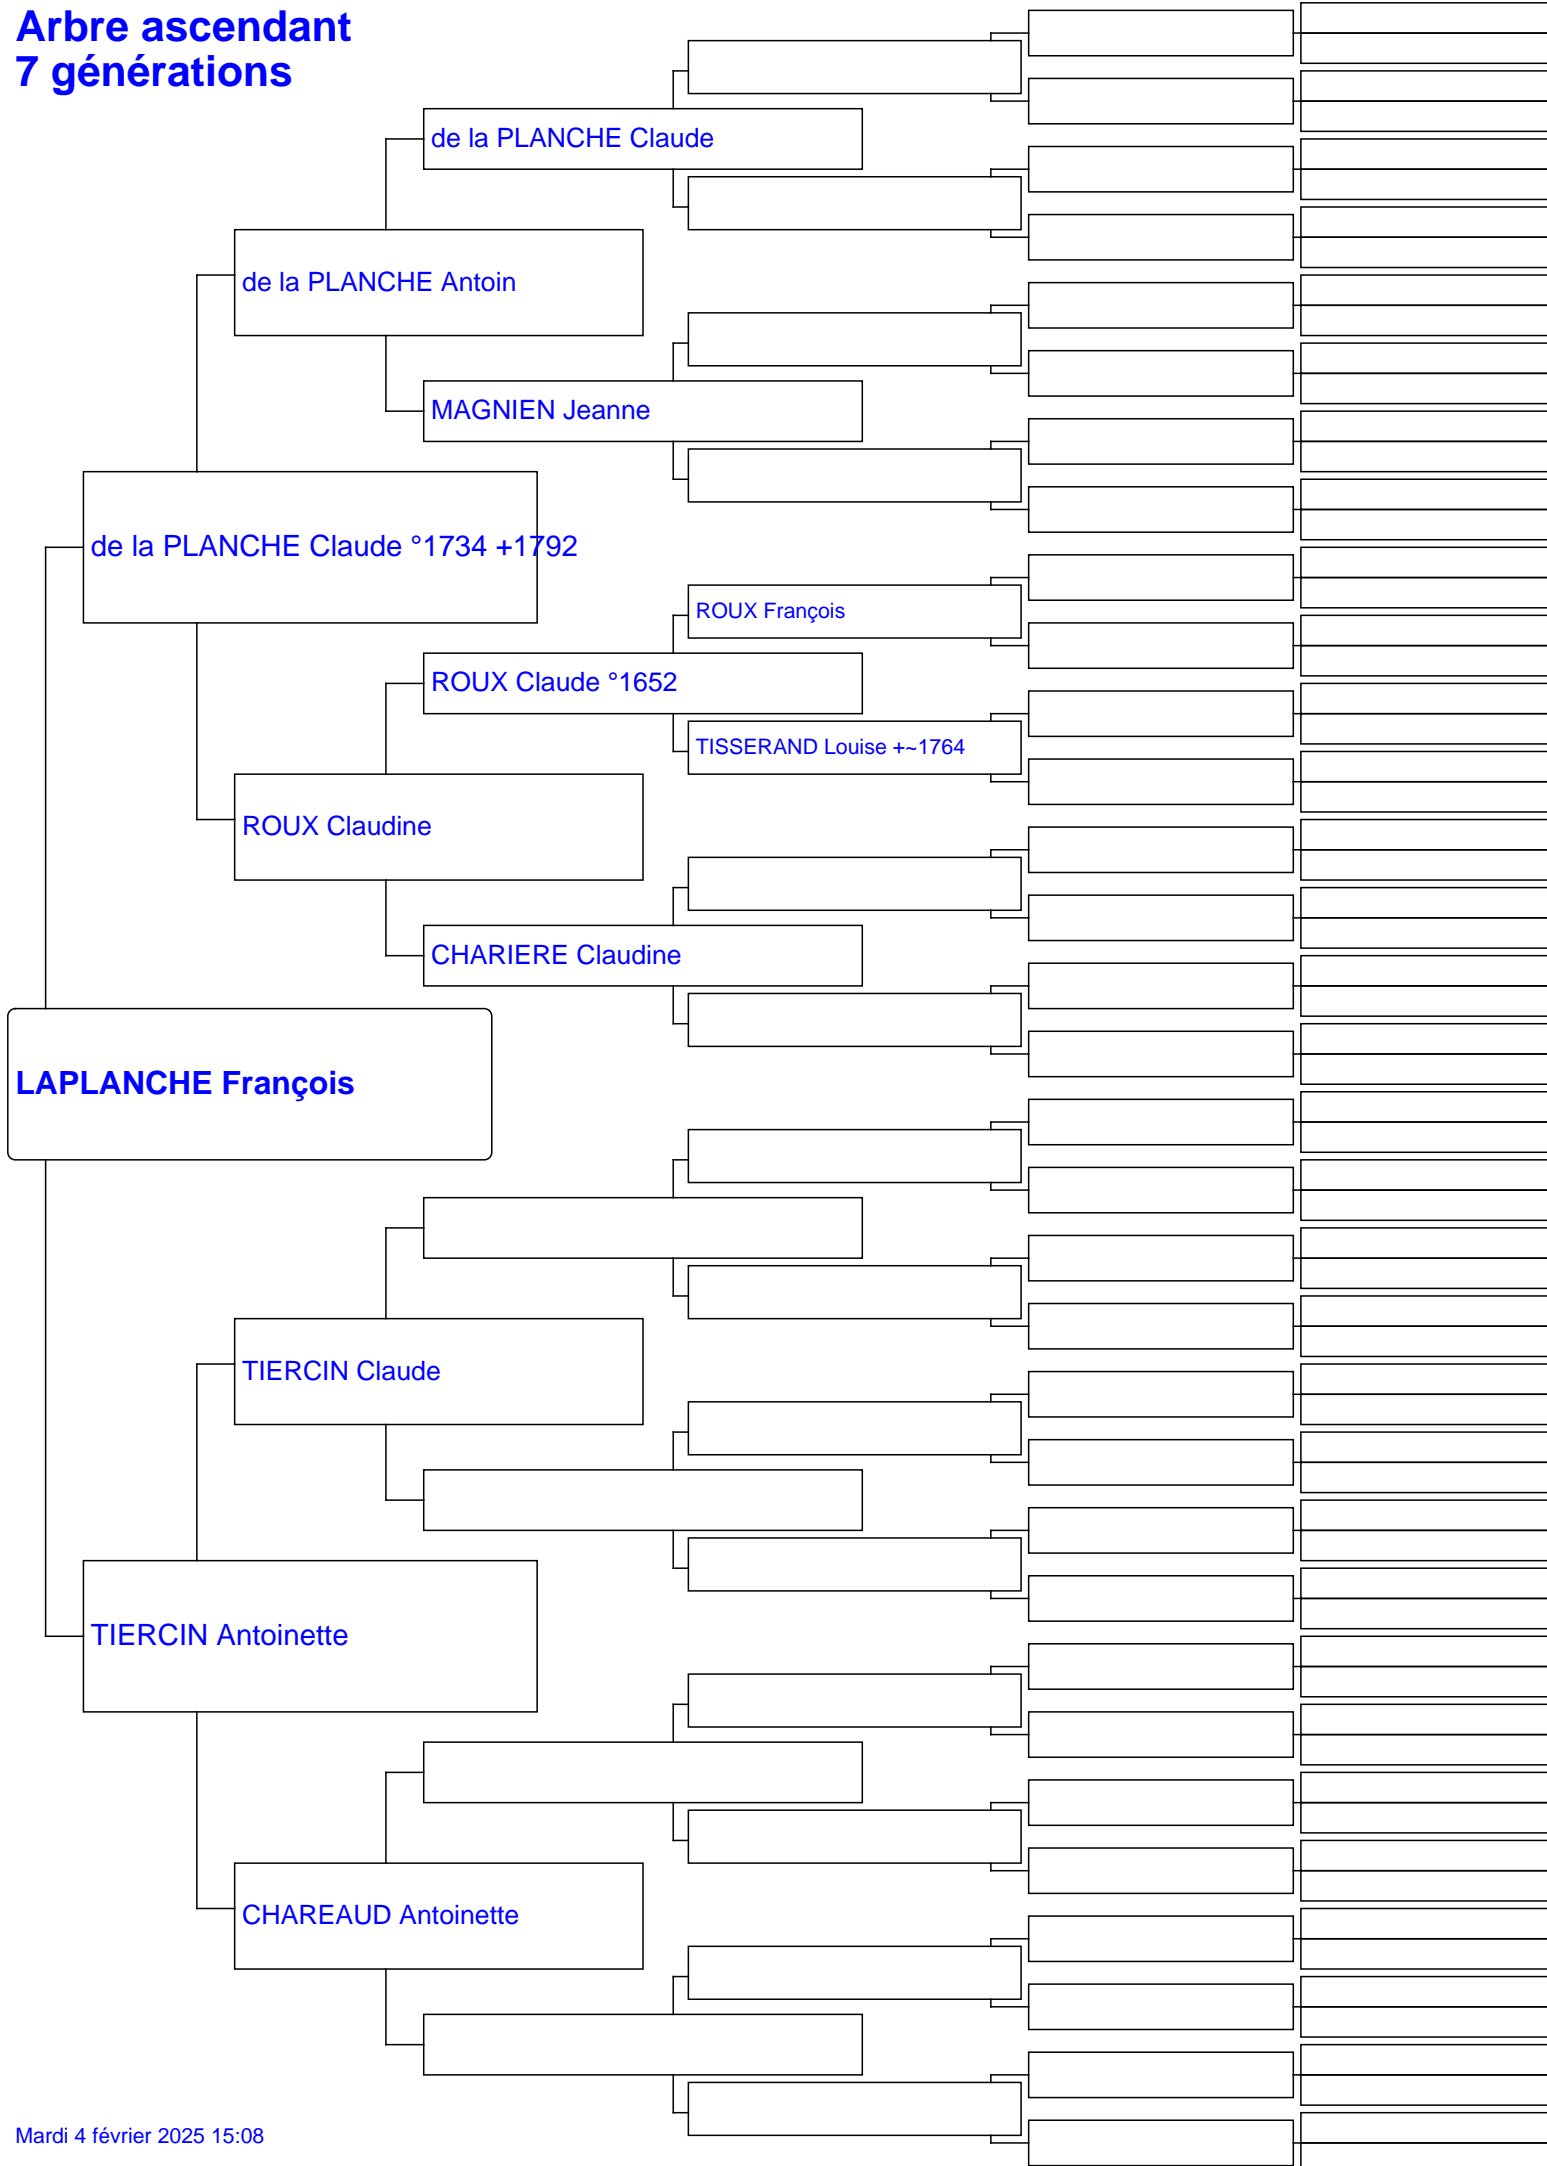 Arbre ascendant
7 générations
de la PLANCHE Claude
de la PLANCHE Antoin
MAGNIEN Jeanne
de la PLANCHE Claude °1734 +1792
ROUX François
ROUX Claude °1652
TISSERAND Louise +~1764
ROUX Claudine
CHARIERE Claudine
LAPLANCHE François
TIERCIN Claude
TIERCIN Antoinette
CHAREAUD Antoinette
Mardi 4 février 2025 15:08